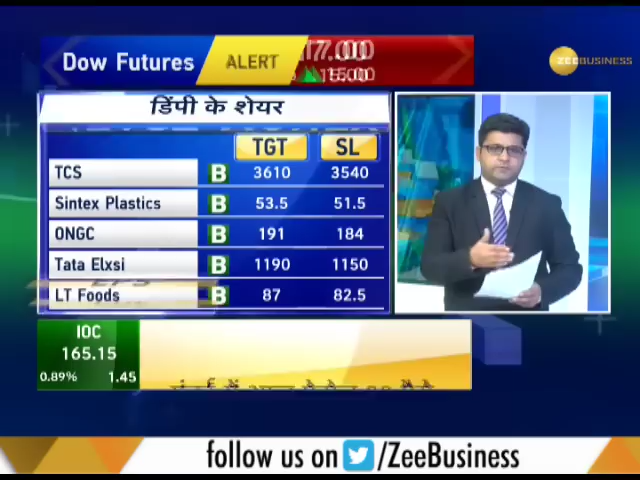 Dow Futures
ALERT
ZEEBUSINESS
डिंपी के शेयर
TGT SL
TCS B 3610 3540
Sintex Plastics B 53.5 51.5
ONGC B 191 184
Tata Elxsi B 1190 1150
LT Foods B 87 82.5
IOC
165.15
0.89% 1.45
follow us on /ZeeBusiness